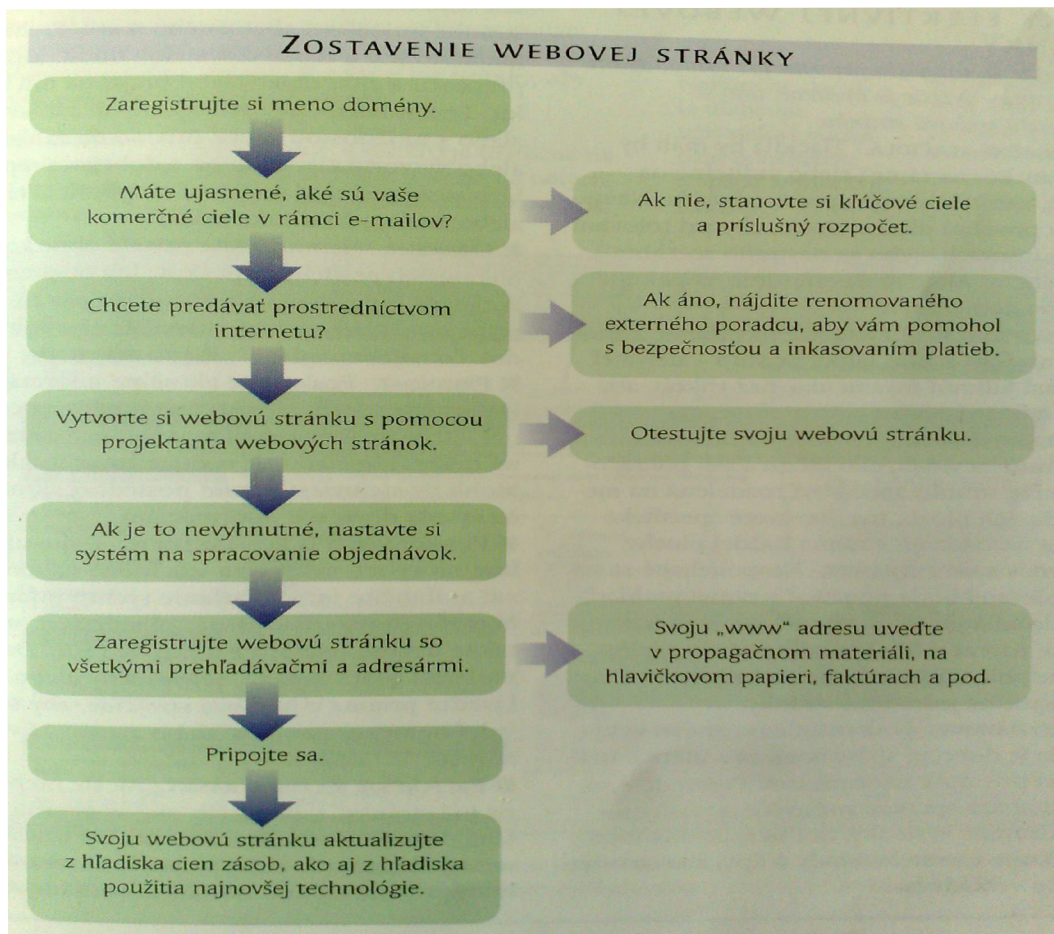 ZOSTAVENIE WEBOVEJ STRÁNKY
Zaregistrujte si meno domény.
Máte ujasnené, aké sú vaše
komerčné ciele v rámci e-mailov?
Ak nie, stanovte si kľúčové ciele
a príslušný rozpočet.
Chcete predávať prostredníctvom
internetu?
Ak áno, nájdite renomovaného
externého poradcu, aby vám pomohol
s bezpečnosťou a inkasovaním platieb.
Vytvorte si webovú stránku s pomocou
projektanta webových stránok.
Otestujte svoju webovú stránku.
Ak je to nevyhnutné, nastavte si
systém na spracovanie objednávok.
Zaregistrujte webovú stránku so
všetkými prehľadávačmi a adresármi.
Svoju „www“ adresu uveďte
v propagačnom materiáli, na
hlavičkovom papieri, faktúrach a pod.
Pripojte sa.
Svoju webovú stránku aktualizujte
z hľadiska cien zásob, ako aj z hľadiska
použitia najnovšej technológie.